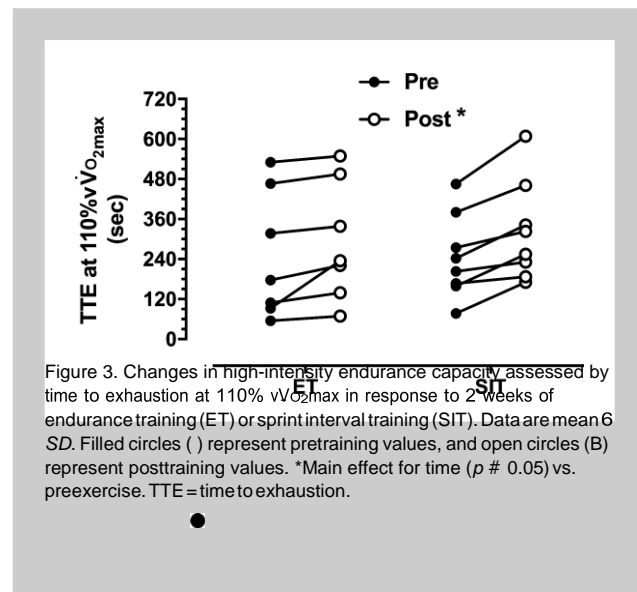 Pre
Post *
TTE at 110%vV̇O2max
(sec)
720
600
480
360
240
120
0
ET
SIT
Figure 3. Changes in high-intensity endurance capacity assessed by
time to exhaustion at 110% vVO2max in response to 2 weeks of
endurance training (ET) or sprint interval training (SIT). Data are mean 6
SD. Filled circles ( ) represent pretraining values, and open circles (B)
represent posttraining values. *Main effect for time (p # 0.05) vs.
preexercise. TTE = time to exhaustion.